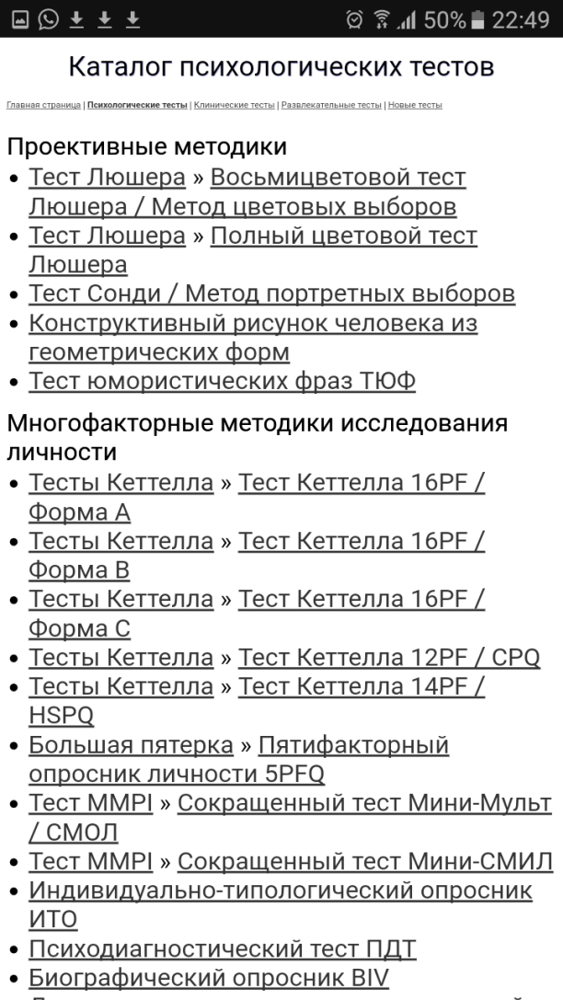 50% 22:49
Каталог психологических тестов
Главная страница | Психологические тесты | Клинические тесты | Развлекательные тесты | Новые тесты
Проективные методики
• Тест Люшера » Восьмицветовой тест
Люшера / Метод цветовых выборов
• Тест Люшера » Полный цветовой тест
Люшера
• Тест Сонди / Метод портретных выборов
• Конструктивный рисунок человека из
геометрических форм
• Тест юмористических фраз ТЮФ
Многофакторные методики исследования
личности
• Тесты Кеттелла » Тест Кеттелла 16PF /
Форма А
• Тесты Кеттелла » Тест Кеттелла 16PF /
Форма В
• Тесты Кеттелла » Тест Кеттелла 16PF /
Форма С
• Тесты Кеттелла » Тест Кеттелла 12PF / CPQ
• Тесты Кеттелла » Тест Кеттелла 14PF /
HSPQ
• Большая пятерка » Пятифакторный
опросник личности 5PFQ
• Тест MMPI » Сокращенный тест Мини-Мульт
/ СМОЛ
• Тест MMPI » Сокращенный тест Мини-СМИЛ
• Индивидуально-типологический опросник
ИТО
• Психодиагностический тест ПДТ
• Биографический опросник BIV